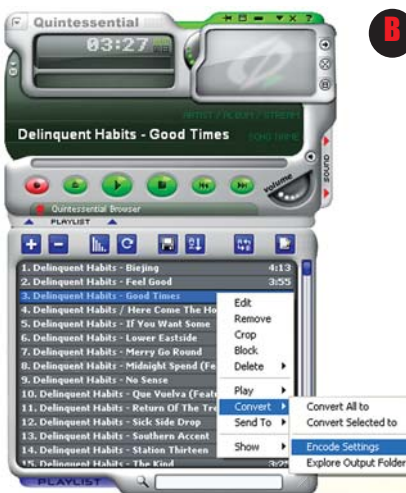 Quintessential
B
03:27
ARTIST / ALBUM / STREAM
Delinquent Habits - Good Times
SONG NAME
SOUND
volume
Quintessential Browser
PLAYLIST
1. Delinquent Habits - Biejing 4:13
2. Delinquent Habits - Feel Good 3:55
3. Delinquent Habits - Good Times
4. Delinquent Habits / Here Come The Ho
5. Delinquent Habits - If You Want Some
6. Delinquent Habits - Lower Eastside
7. Delinquent Habits - Merry Go Round
8. Delinquent Habits - Midnight Spend (Fe
9. Delinquent Habits - No Sense
10. Delinquent Habits - Que Vuelva (Featu
11. Delinquent Habits - Return Of The Tre
12. Delinquent Habits - Sick Side Drop
13. Delinquent Habits - Southern Accent
14. Delinquent Habits - Station Thirteen
15. Delinquent Habits - The Kind 3:25
Edit
Remove
Crop
Block
Delete
Play
Convert
Send To
Show
Convert All to
Convert Selected to
Encode Settings
Explore Output Folder
PLAYLIST